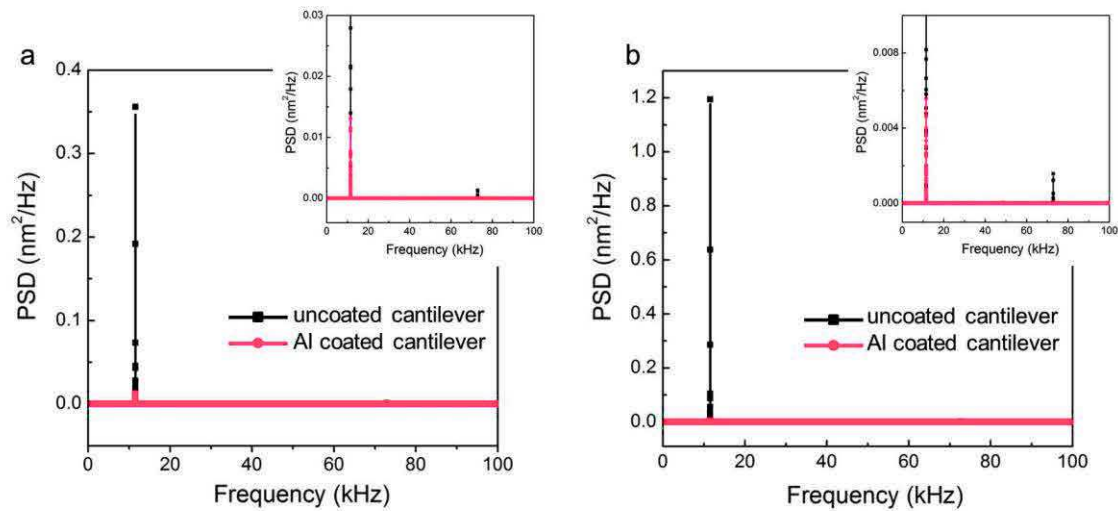 a
0.4
0.3
0.2
0.1
0.0
PSD (nm²/Hz)
0 20 40 60 80 100
Frequency (kHz)
uncoated cantilever
Al coated cantilever
0.03
0.02
0.01
0.00
PSD (nm²/Hz)
0 20 40 60 80 100
Frequency (kHz)
b
1.2
1.0
0.8
0.6
0.4
0.2
0.0
PSD (nm²/Hz)
0 20 40 60 80 100
Frequency (kHz)
uncoated cantilever
Al coated cantilever
0.008
0.004
0.000
PSD (nm²/Hz)
0 20 40 60 80 100
Frequency (kHz)